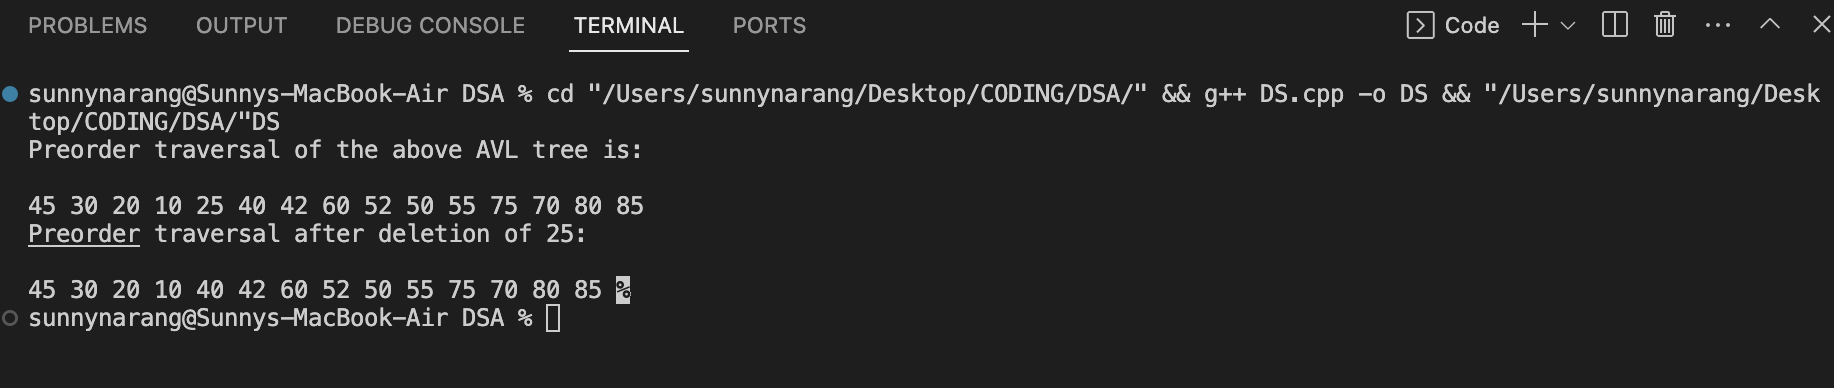 PROBLEMS OUTPUT DEBUG CONSOLE TERMINAL PORTS Code
sunnynarang@Sunnys-MacBook-Air DSA % cd "/Users/sunnynarang/Desktop/CODING/DSA/" && g++ DS.cpp -o DS && "/Users/sunnynarang/Desk
top/CODING/DSA/"DS
Preorder traversal of the above AVL tree is:
45 30 20 10 25 40 42 60 52 50 55 75 70 80 85
Preorder traversal after deletion of 25:
45 30 20 10 40 42 60 52 50 55 75 70 80 85 %
sunnynarang@Sunnys-MacBook-Air DSA %